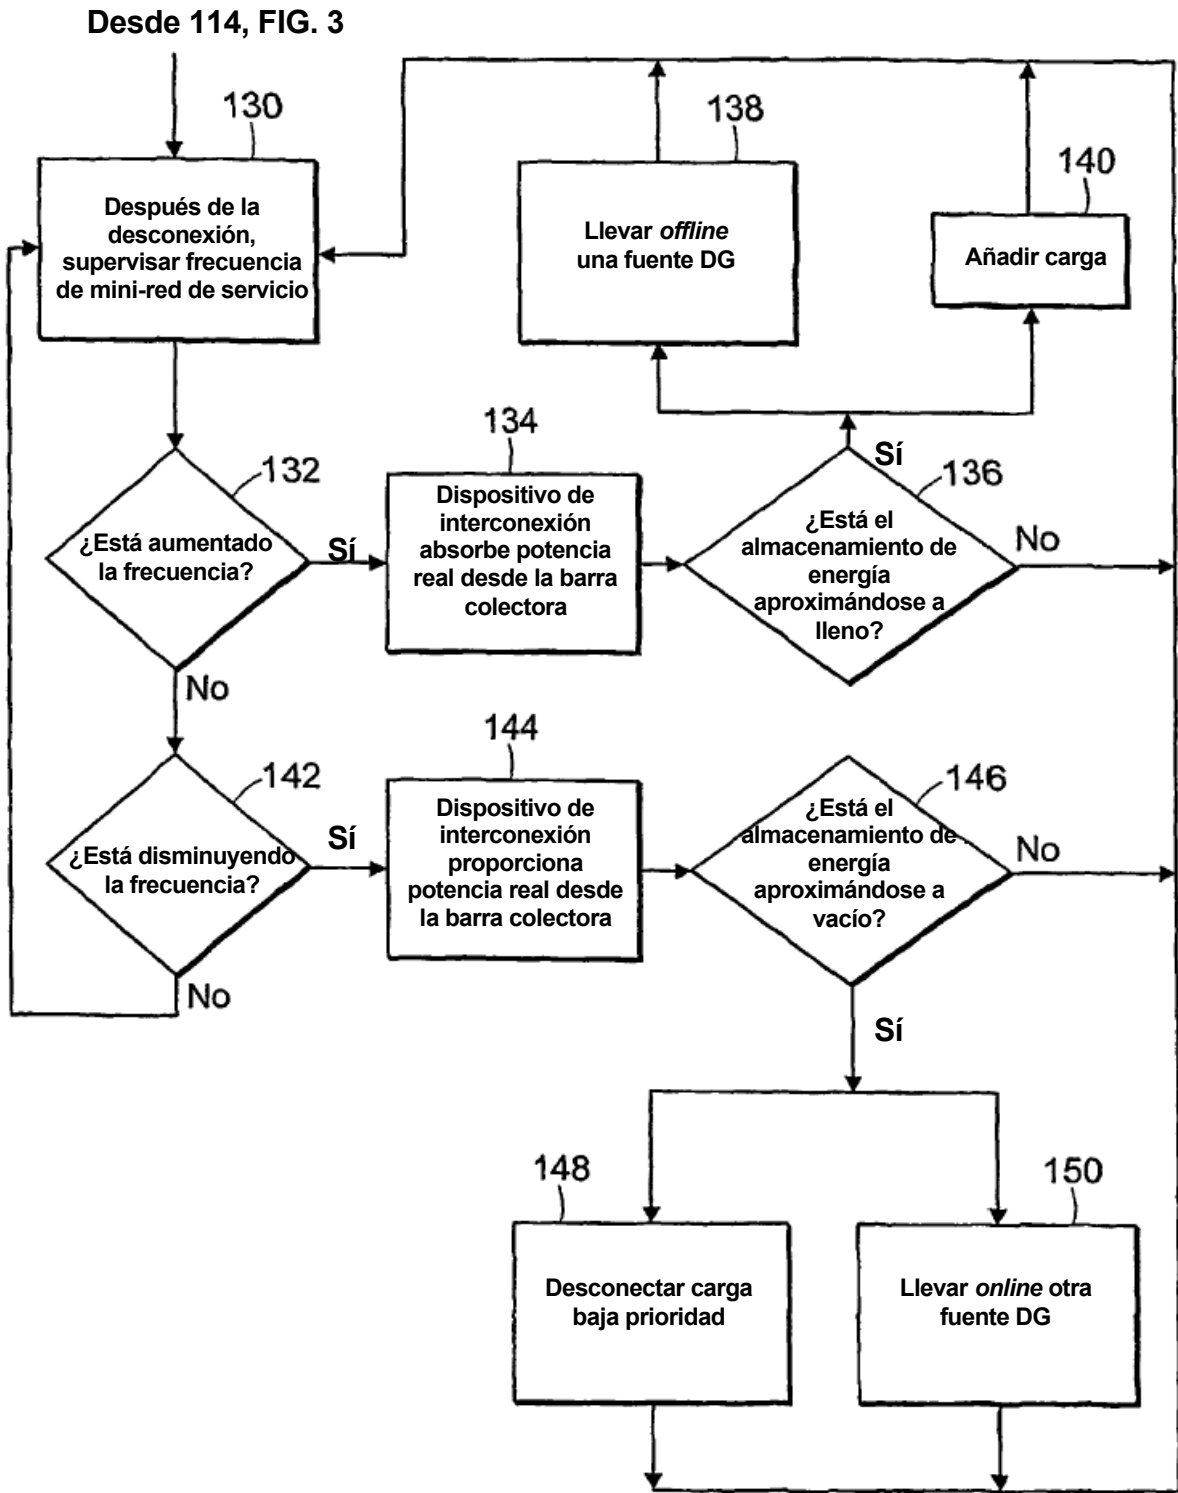 Desde 114, FIG. 3
130
Después de la
desconexión,
supervisar frecuencia
de mini-red de servicio
138
Llevar offline
una fuente DG
140
Añadir carga
132
¿Está aumentado
la frecuencia?
Sí
No
134
Dispositivo de
interconexión
absorbe potencia
real desde la barra
colectora
Sí
136
¿Está el
almacenamiento de
energía
aproximándose a
lleno?
No
142
¿Está disminuyendo
la frecuencia?
Sí
No
144
Dispositivo de
interconexión
proporciona
potencia real desde
la barra colectora
146
¿Está el
almacenamiento de
energía
aproximándose a
vacío?
No
Sí
148
Desconectar carga
baja prioridad
150
Llevar online otra
fuente DG